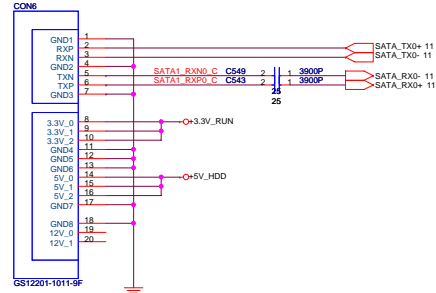 CON6
GND1 1
RXP 2 SATA_TX0+ 11
RXN 3 SATA_TX0- 11
GND2 4
TXN 5 SATA1_RXN0_C C549 2 1 3900P SATA_RX0- 11
TXP 6 SATA1_RXP0_C C543 2 1 3900P SATA_RX0+ 11
GND3 7
25
25
3.3V_0 8 +3.3V_RUN
3.3V_1 9
3.3V_2 10
GND4 11
GND5 12
GND6 13
5V_0 14 +5V_HDD
5V_1 15
5V_2 16
GND7 17
GND8 18
12V_0 19
12V_1 20
GS12201-1011-9F